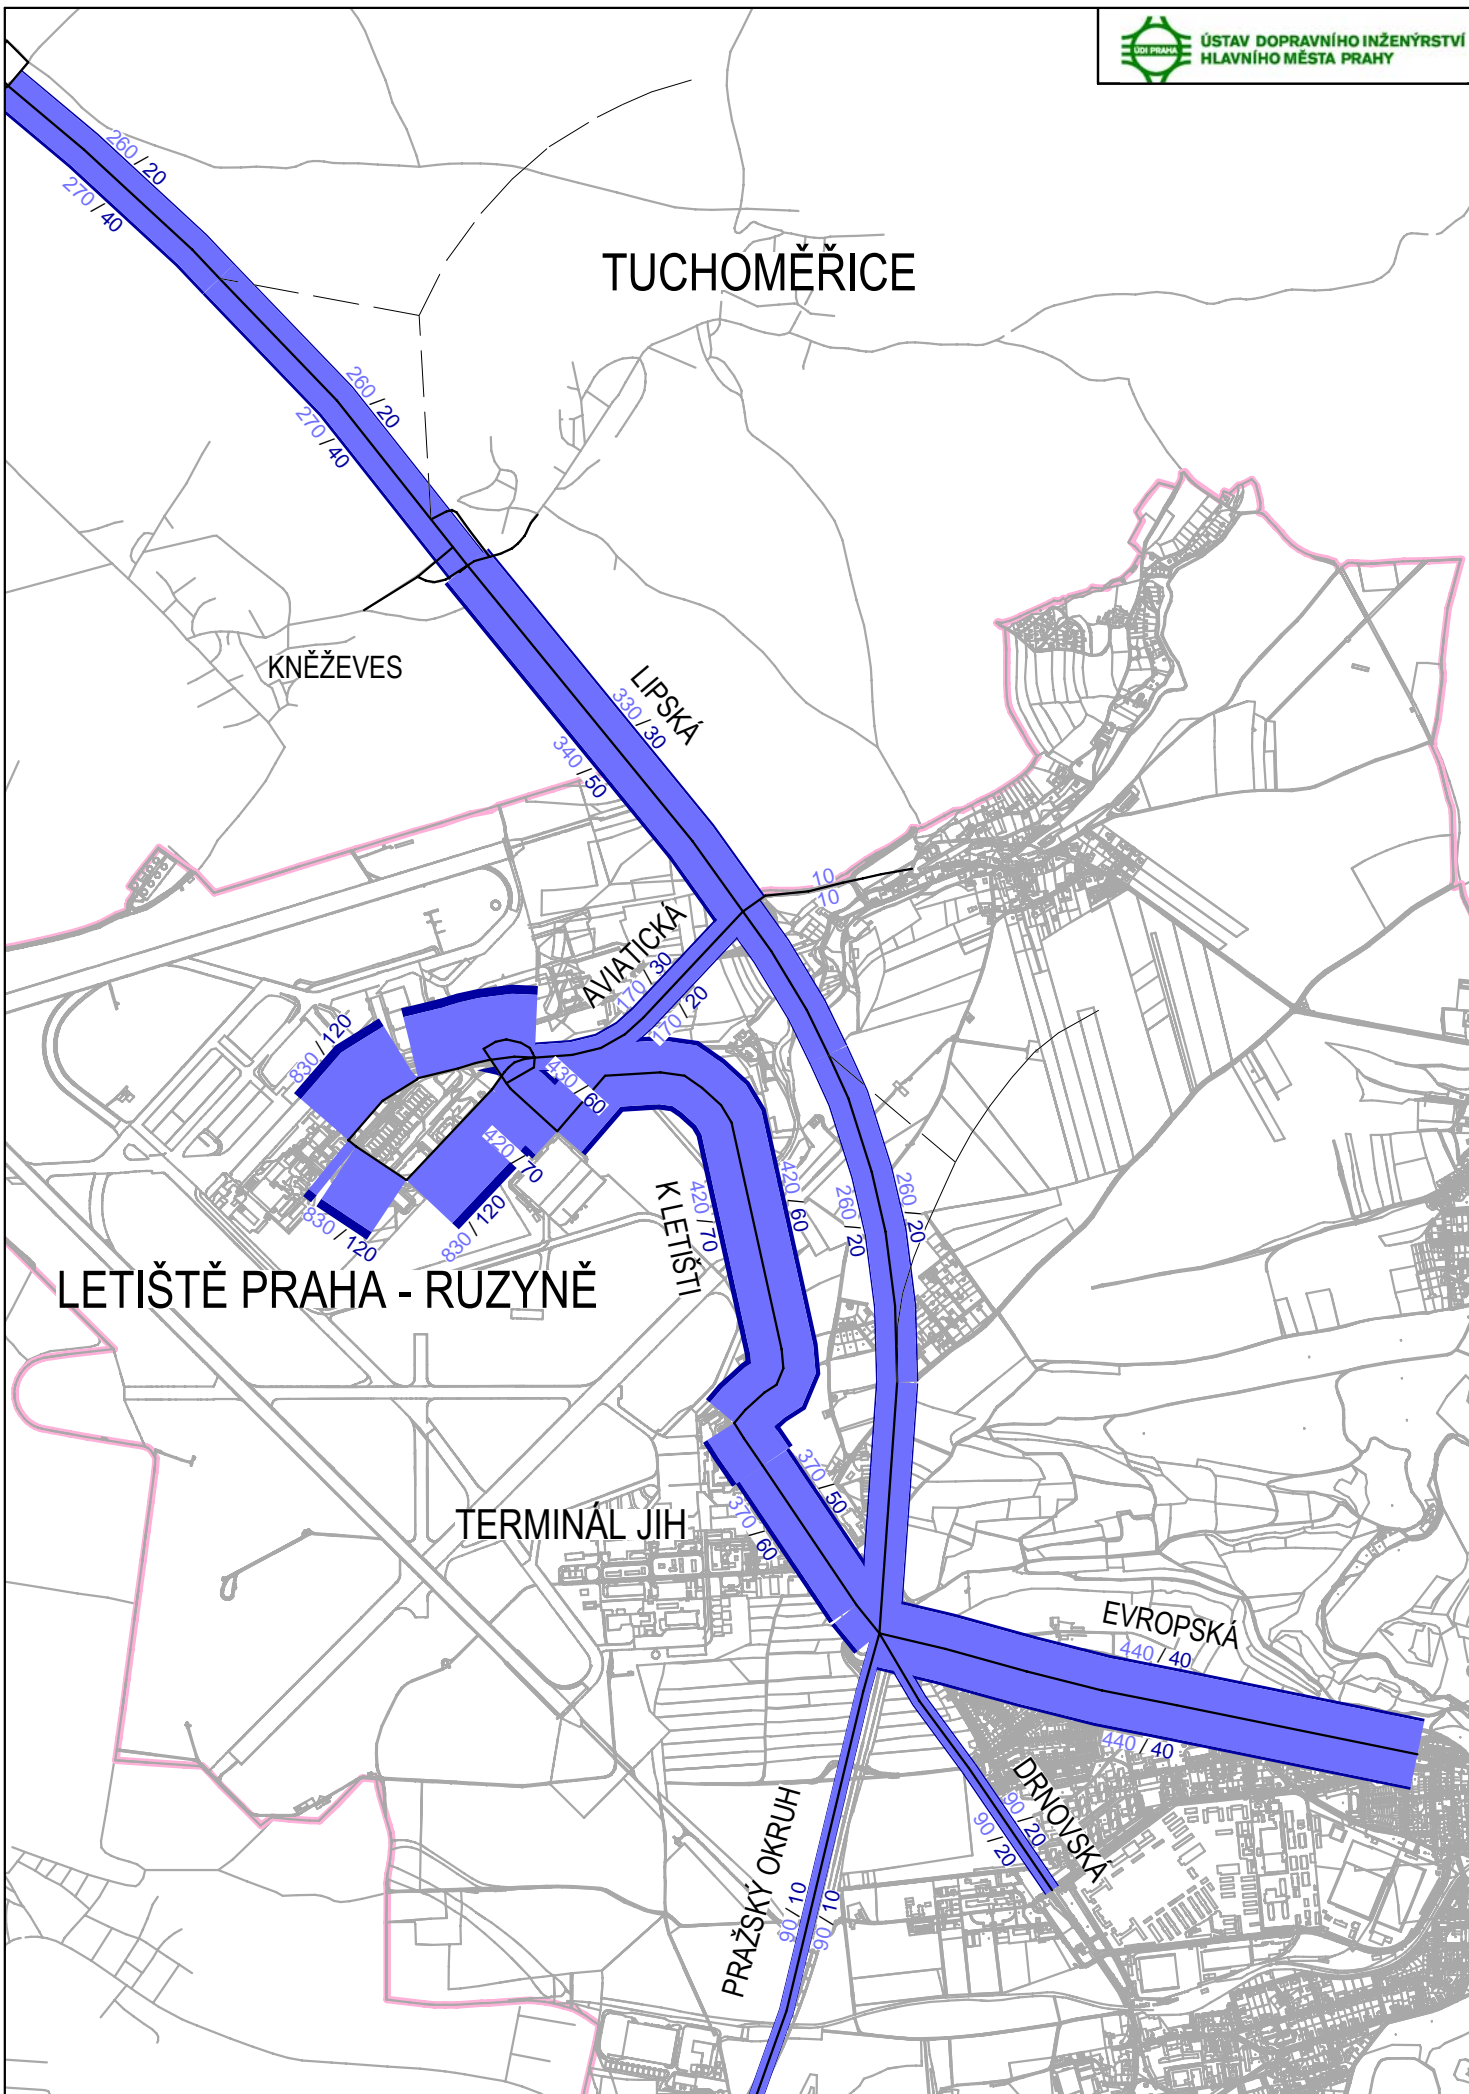 ÚDI PRAHA
ÚSTAV DOPRAVNÍHO INŽENÝRSTVÍ
HLAVNÍHO MĚSTA PRAHY
260 / 20
270 / 40
TUCHOMĚŘICE
260 / 20
270 / 40
KNĚŽEVES
LIPSKÁ
330 / 30
340 / 50
10
10
AVIATICKÁ
170 / 30
170 / 20
830 / 120
430 / 60
420 / 70
830 / 120
830 / 120
K LETIŠTI
420 / 70
420 / 60
260 / 20
260 / 20
LETIŠTĚ PRAHA - RUZYNĚ
370 / 50
370 / 60
TERMINÁL JIH
EVROPSKÁ
440 / 40
440 / 40
DRNOVSKÁ
90 / 20
90 / 20
PRAŽSKÝ OKRUH
90 / 10
90 / 10